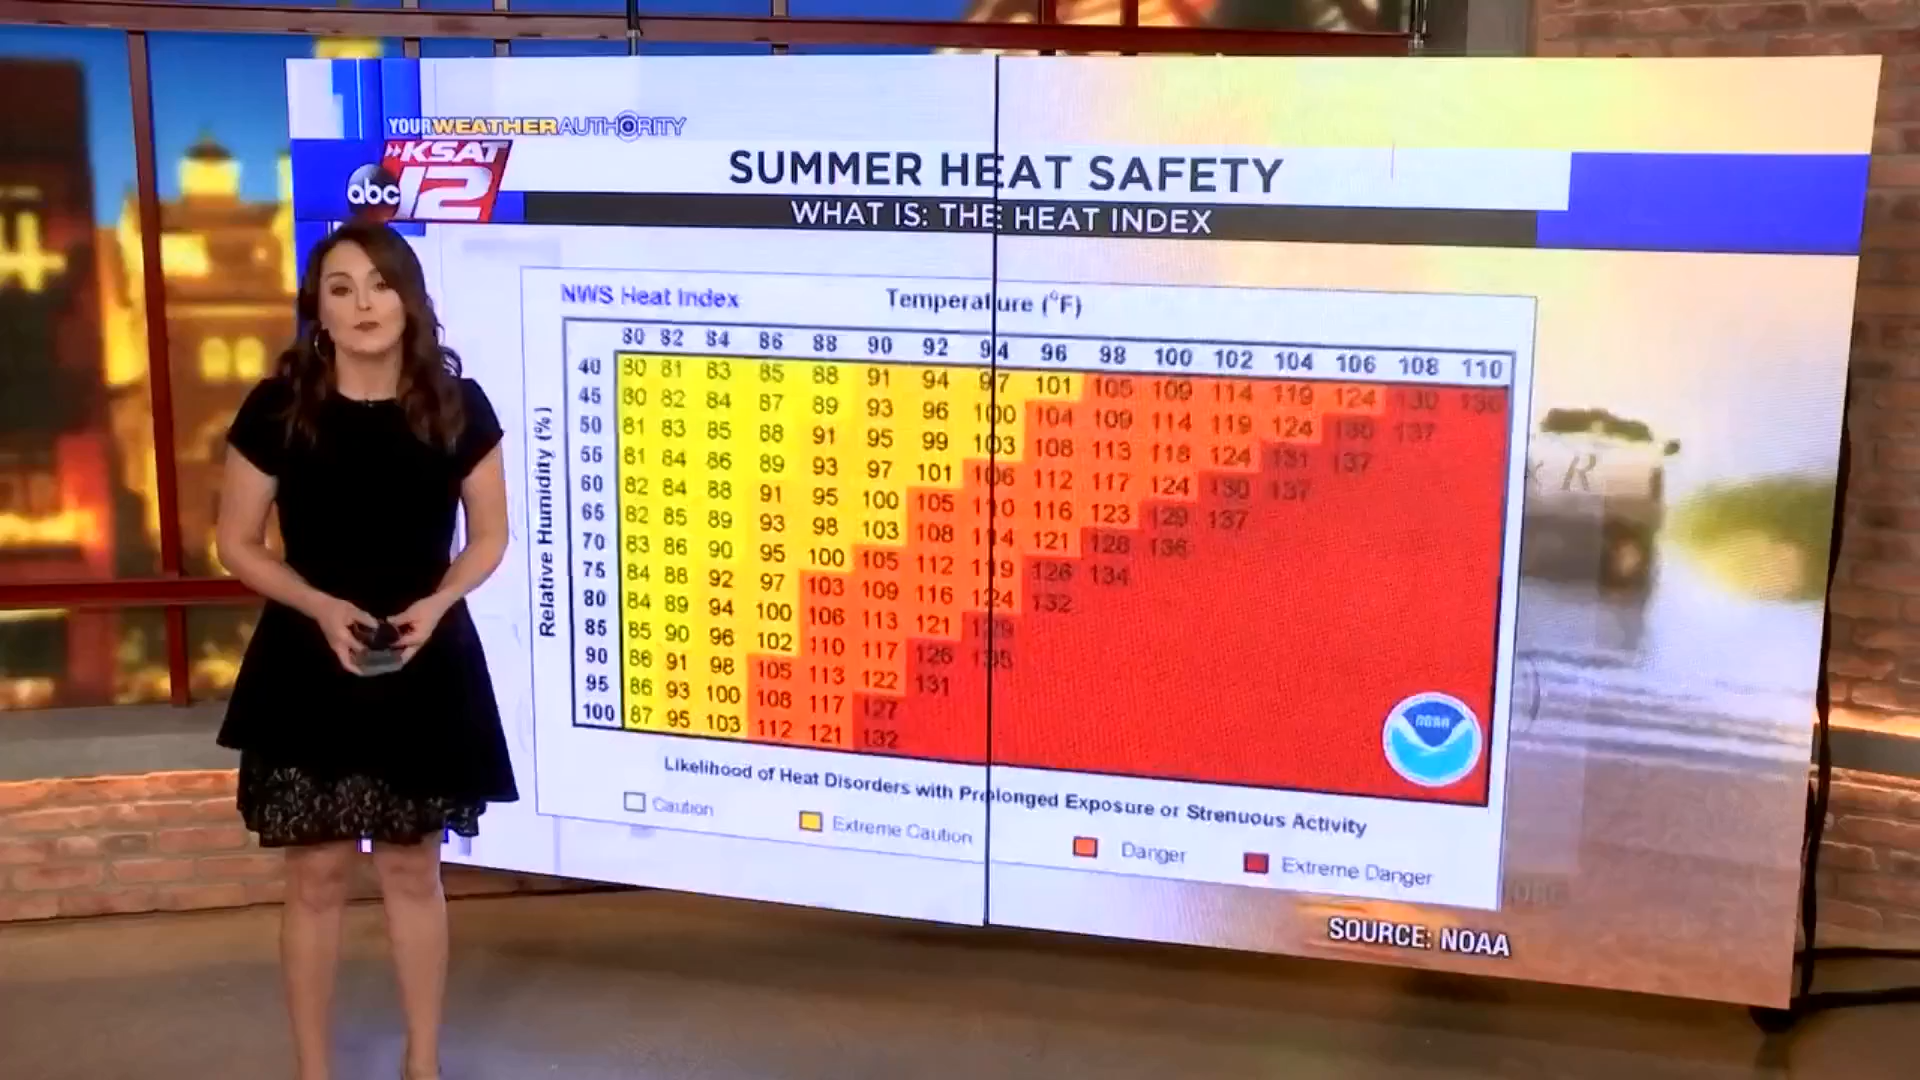 YOUR WEATHER AUTHORITY
KSAT
abc 12
SUMMER HEAT SAFETY
WHAT IS: THE HEAT INDEX
NWS Heat Index
Temperature (°F)
80 82 84 86 88 90 92 94 96 98 100 102 104 106 108 110
Relative Humidity (%)
40 80 81 83 85 88 91 94 97 101 105 109 114 119 124 130 136
45 80 82 84 87 89 93 96 100 104 109 114 119 124 130 137
50 81 83 85 88 91 95 99 103 108 113 118 124 131 137
55 81 84 86 89 93 97 101 106 112 117 124 130 137
60 82 84 88 91 95 100 105 110 116 123 129 137
65 82 85 89 93 98 103 108 114 121 128 136
70 83 86 90 95 100 105 112 119 126 134
75 84 88 92 97 103 109 116 124 132
80 84 89 94 100 106 113 121 129
85 85 90 96 102 110 117 126 135
90 86 91 98 105 113 122 131
95 86 93 100 108 117 127
100 87 95 103 112 121 132
noaa
Likelihood of Heat Disorders with Prolonged Exposure or Strenuous Activity
Caution
Extreme Caution
Danger
Extreme Danger
SOURCE: NOAA